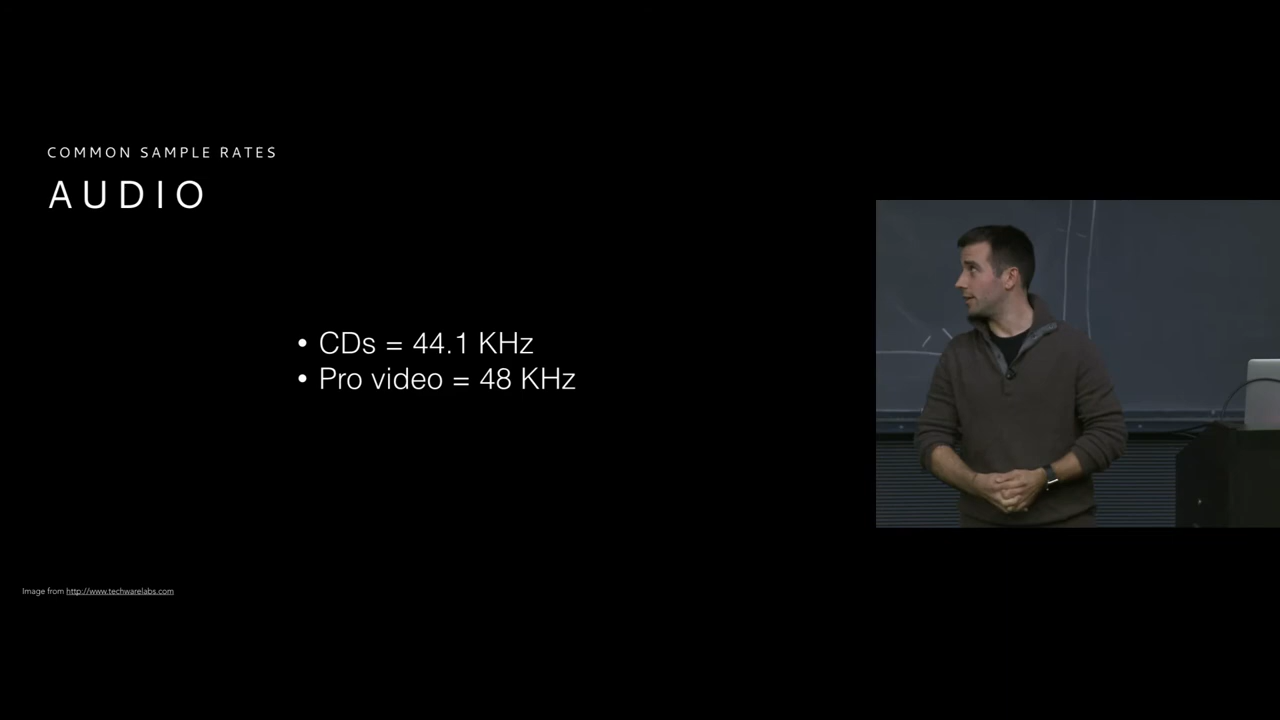 COMMON SAMPLE RATES
AUDIO
• CDs = 44.1 KHz
• Pro video = 48 KHz
Image from http://www.techwarelabs.com